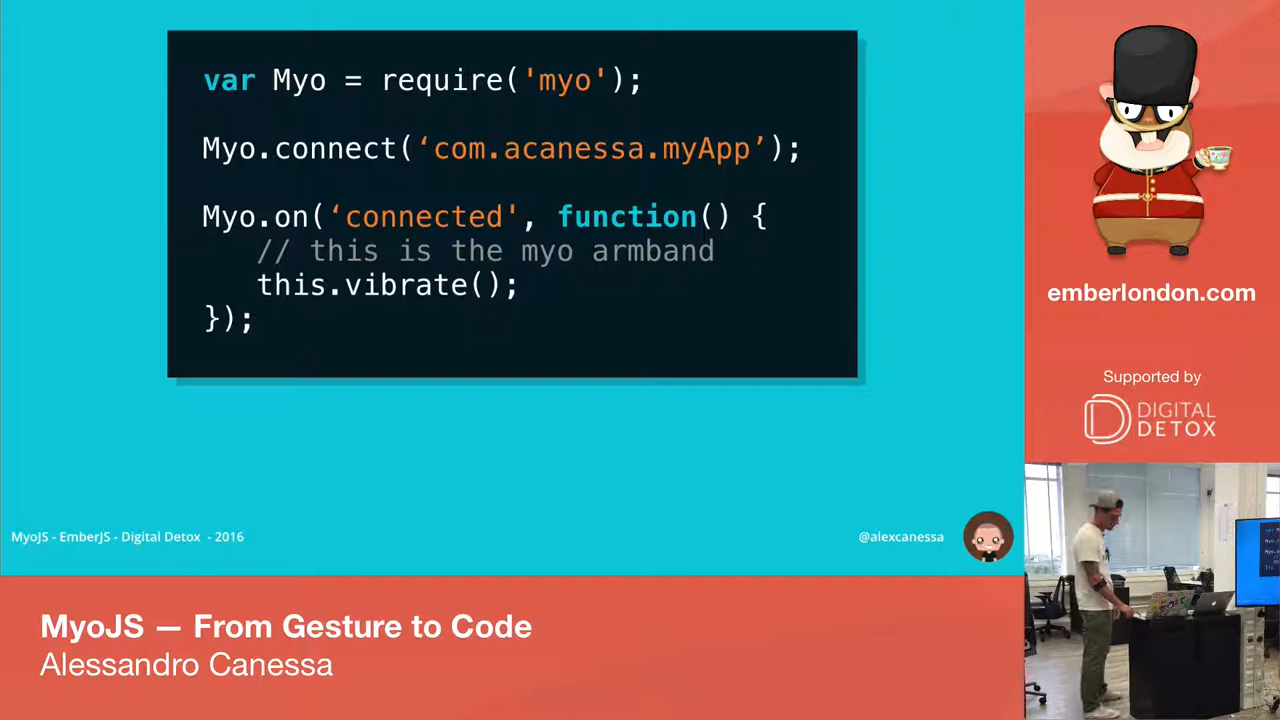 var Myo = require('myo');
Myo.connect(‘com.acanessa.myApp’);
Myo.on(‘connected', function() {
// this is the myo armband
this.vibrate();
});
MyoJS - EmberJS - Digital Detox - 2016
@alexcanessa
MyoJS — From Gesture to Code
Alessandro Canessa
emberlondon.com
Supported by
DIGITAL
DETOX